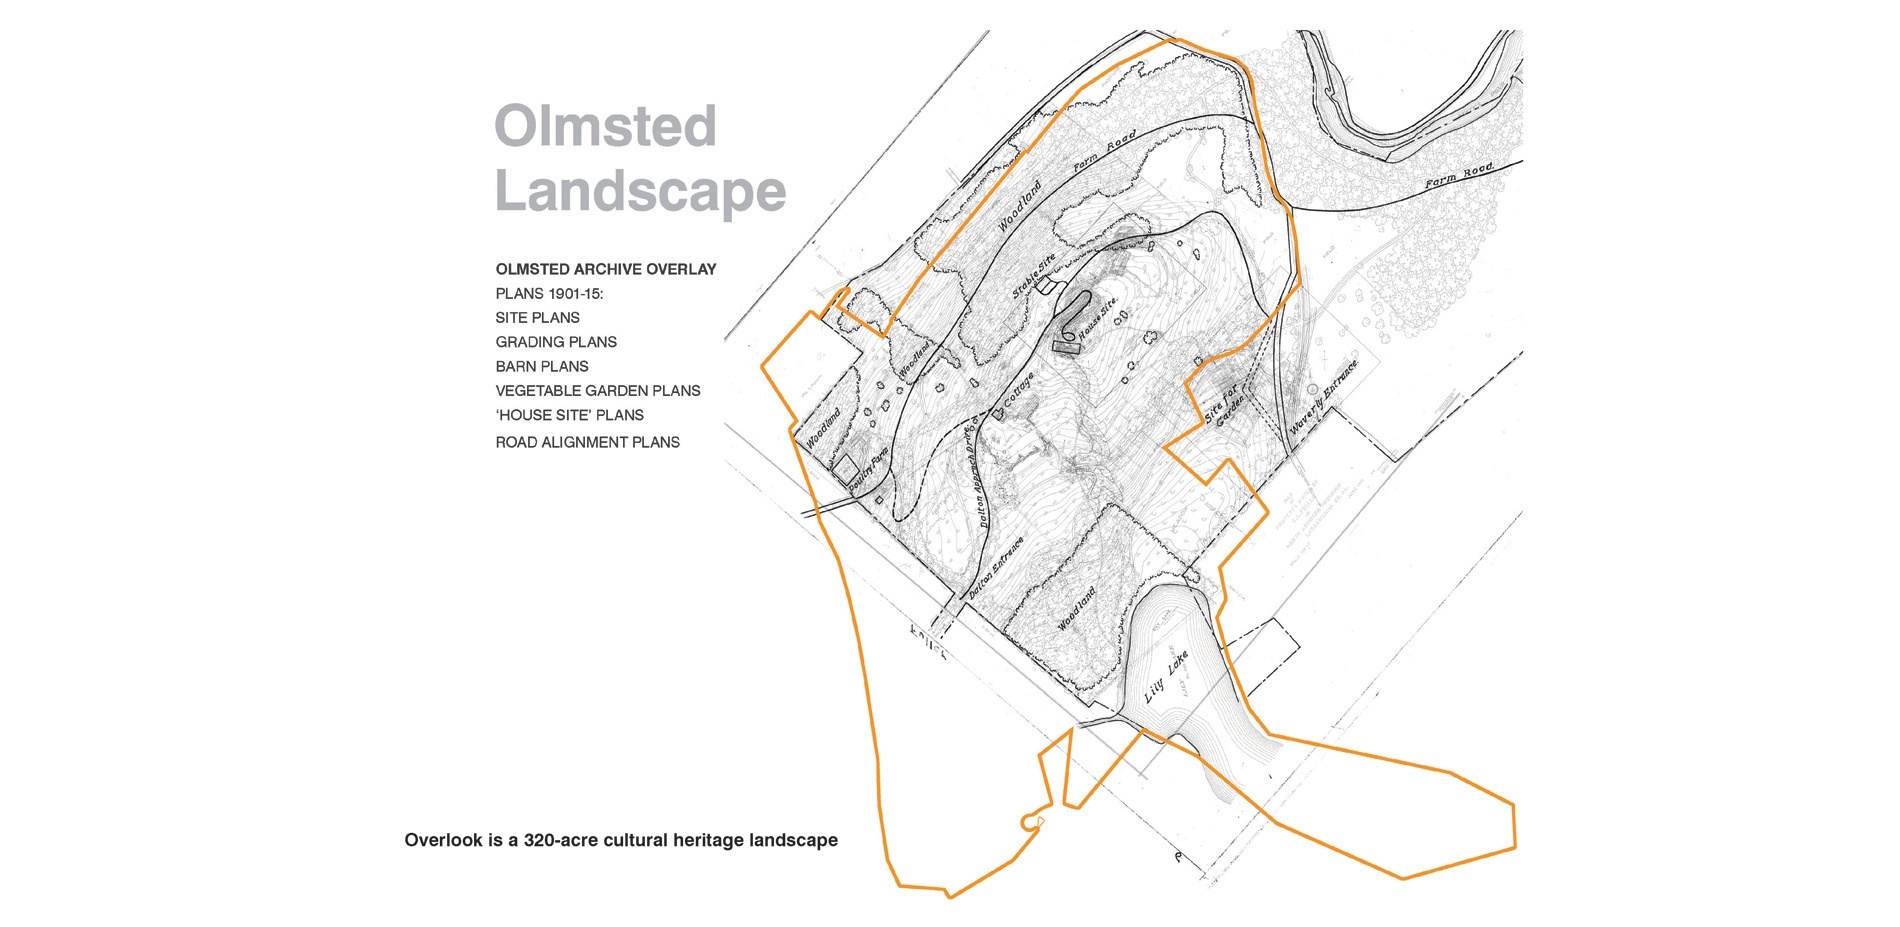 Olmsted
Landscape
OLMSTED ARCHIVE OVERLAY
PLANS 1901-15:
SITE PLANS
GRADING PLANS
BARN PLANS
VEGETABLE GARDEN PLANS
‘HOUSE SITE’ PLANS
ROAD ALIGNMENT PLANS
Overlook is a 320-acre cultural heritage landscape
Farm Road
Farm Road
Woodland
Stable Site
House Site
Woodland
Cottage
Woodland
Site for
Garden
Waverly Entrance
Poultry Farm
Dalton Approach Drive
Dalton Entrance
Woodland
Lily Lake